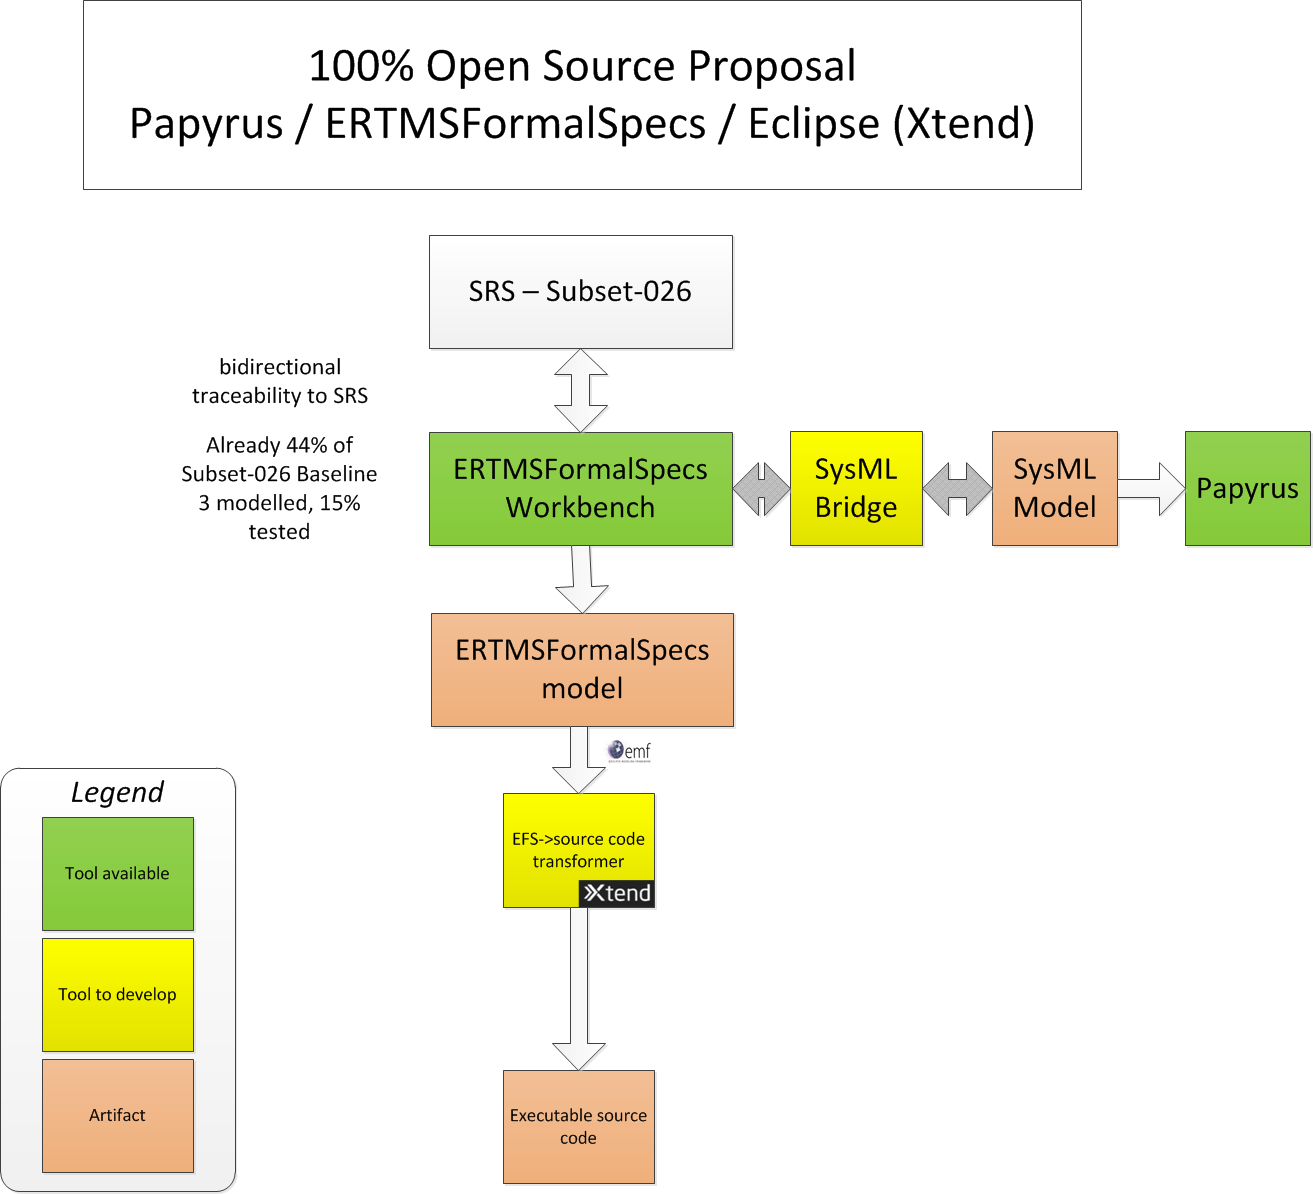 100% Open Source Proposal
Papyrus / ERTMSFormalSpecs / Eclipse (Xtend)
SRS – Subset-026
bidirectional
traceability to SRS
Already 44% of
Subset-026 Baseline
3 modelled, 15%
tested
ERTMSFormalSpecs
Workbench
SysML
Bridge
SysML
Model
Papyrus
ERTMSFormalSpecs
model
emf
EFS->source code
transformer
Xtend
Executable source
code
Legend
Tool available
Tool to develop
Artifact